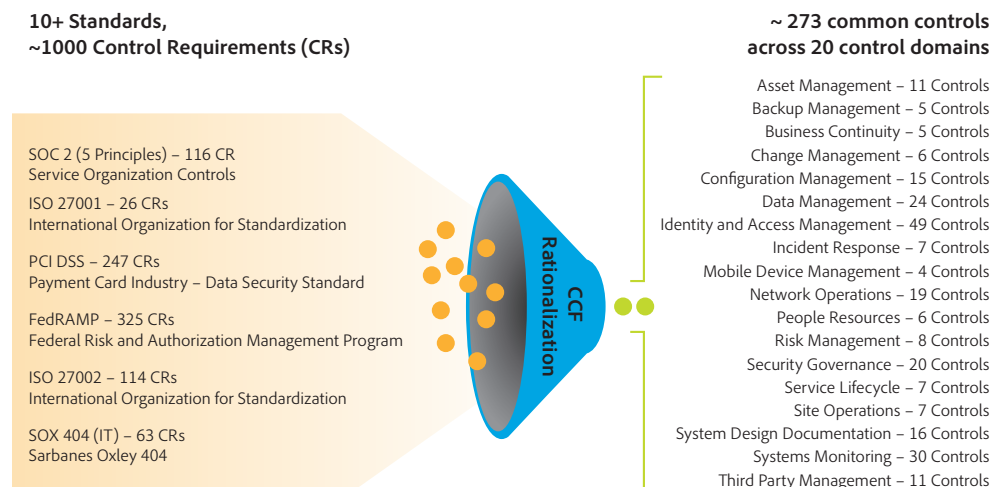 10+ Standards,
~1000 Control Requirements (CRs)
SOC 2 (5 Principles) – 116 CR
Service Organization Controls
ISO 27001 – 26 CRs
International Organization for Standardization
PCI DSS – 247 CRs
Payment Card Industry – Data Security Standard
FedRAMP – 325 CRs
Federal Risk and Authorization Management Program
ISO 27002 – 114 CRs
International Organization for Standardization
SOX 404 (IT) – 63 CRs
Sarbanes Oxley 404
CCF
Rationalization
~ 273 common controls
across 20 control domains
Asset Management – 11 Controls
Backup Management – 5 Controls
Business Continuity – 5 Controls
Change Management – 6 Controls
Configuration Management – 15 Controls
Data Management – 24 Controls
Identity and Access Management – 49 Controls
Incident Response – 7 Controls
Mobile Device Management – 4 Controls
Network Operations – 19 Controls
People Resources – 6 Controls
Risk Management – 8 Controls
Security Governance – 20 Controls
Service Lifecycle – 7 Controls
Site Operations – 7 Controls
System Design Documentation – 16 Controls
Systems Monitoring – 30 Controls
Third Party Management – 11 Controls